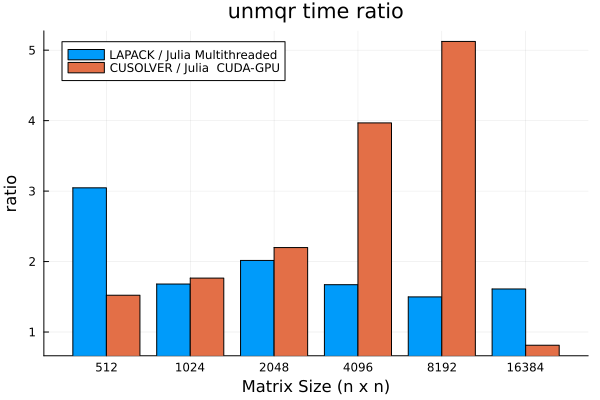 unmqr time ratio
LAPACK / Julia Multithreaded
CUSOLVER / Julia  CUDA-GPU
ratio
5
4
3
2
1
512 1024 2048 4096 8192 16384
Matrix Size (n x n)